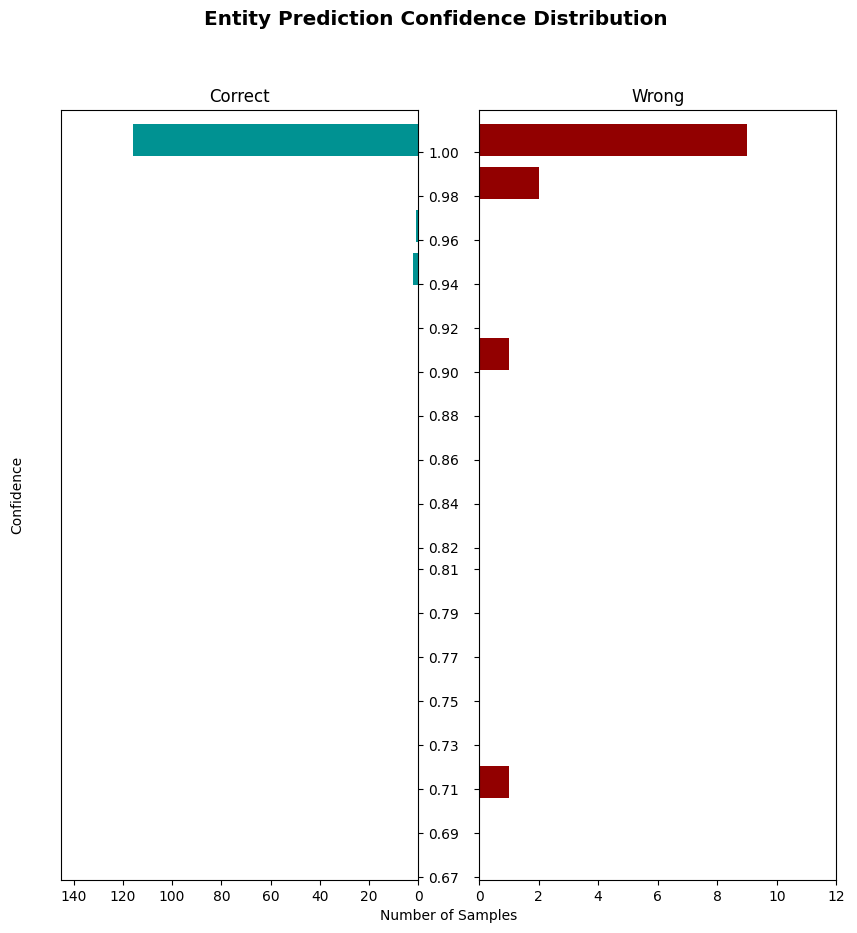 Entity Prediction Confidence Distribution
Correct
Wrong
1.00
0.98
0.96
0.94
0.92
0.90
0.88
0.86
0.84
0.82
0.81
0.79
0.77
0.75
0.73
0.71
0.69
0.67
Confidence
140 120 100 80 60 40 20 0
0 2 4 6 8 10 12
Number of Samples